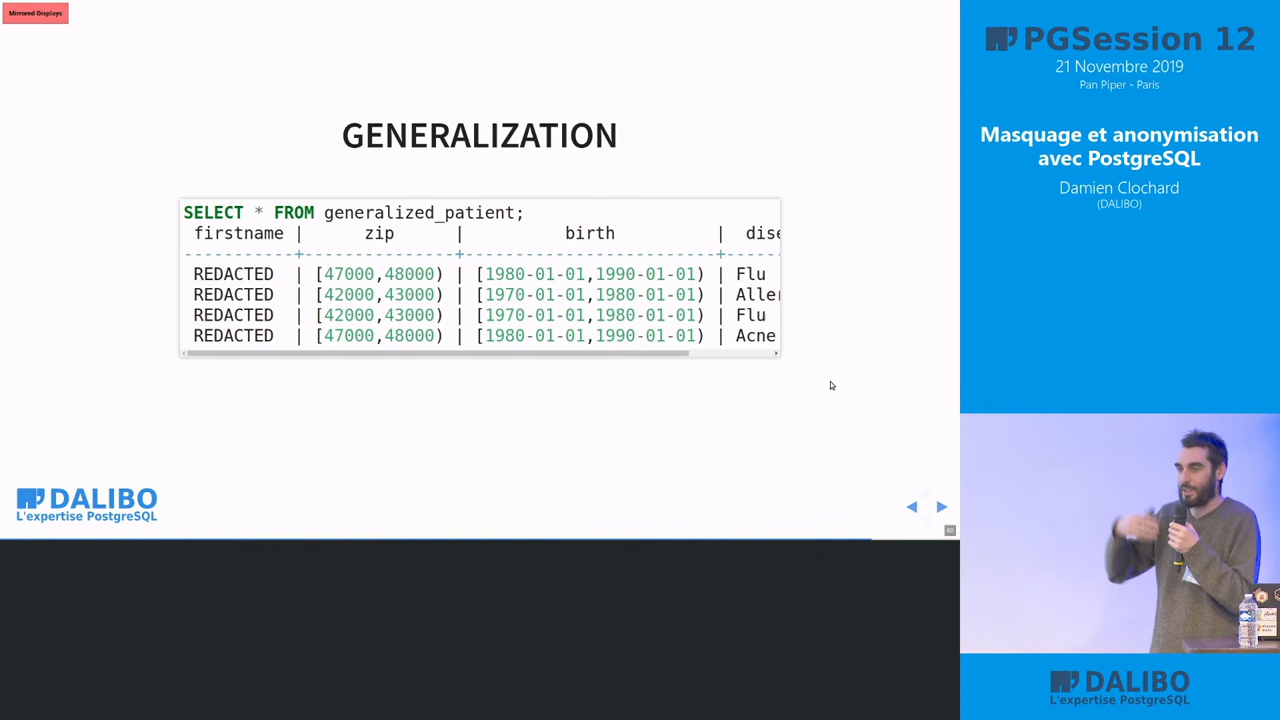 Mirrored Displays
GENERALIZATION
SELECT * FROM generalized_patient;
firstname | zip | birth | dise
-----------+---------------+-------------------------+------
REDACTED | [47000,48000) | [1980-01-01,1990-01-01) | Flu
REDACTED | [42000,43000) | [1970-01-01,1980-01-01) | Aller
REDACTED | [42000,43000) | [1970-01-01,1980-01-01) | Flu
REDACTED | [47000,48000) | [1980-01-01,1990-01-01) | Acne
DALIBO
L'expertise PostgreSQL
PGSession 12
21 Novembre 2019
Pan Piper - Paris
Masquage et anonymisation
avec PostgreSQL
Damien Clochard
(DALIBO)
DALIBO
L'expertise PostgreSQL